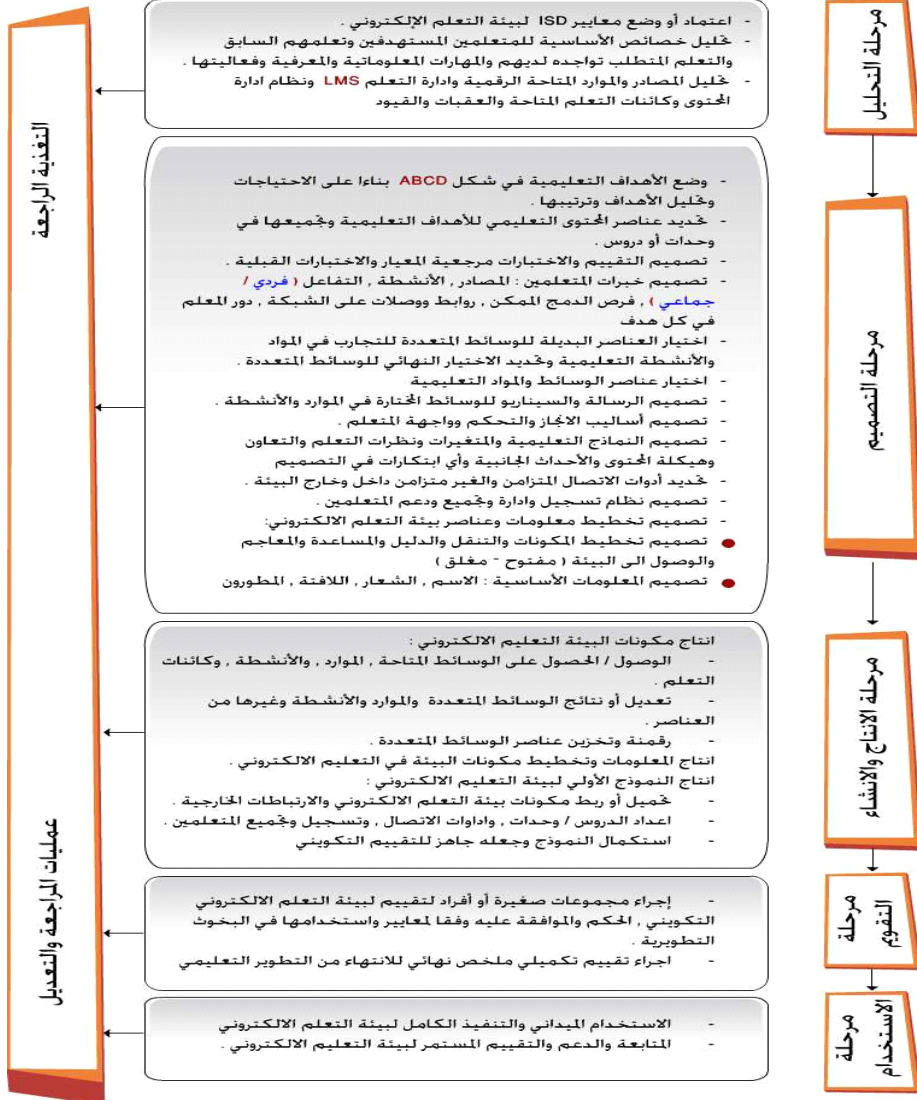 مرحلة التحليل
- اعتماد أو وضع معايير ISD لبيئة التعلم الإلكتروني .
- تحليل خصائص الأساسية للمتعلمين المستهدفين وتعلمهم السابق
والتعلم المتطلب تواجده لديهم والمهارات المعلوماتية والمعرفية وفعاليتها .
- تحليل المصادر والموارد المتاحة الرقمية وادارة التعلم LMS ونظام ادارة
المحتوى وكائنات التعلم المتاحة والعقبات والقيود
مرحلة التصميم
- وضع الأهداف التعليمية في شكل ABCD بناءا على الاحتياجات
وتحليل الأهداف وترتيبها .
- تحديد عناصر المحتوى التعليمي للأهداف التعليمية وتجميعها في
وحدات أو دروس .
- تصميم التقييم والاختبارات مرجعية المعيار والاختبارات القبلية .
- تصميم خبرات المتعلمين : المصادر , الأنشطة , التفاعل ( فردي /
جماعي ) , فرص الدمج الممكن , روابط ووصلات على الشبكة , دور المعلم
في كل هدف
- اختيار العناصر البديلة للوسائط المتعددة للتجارب في المواد
والأنشطة التعليمية وتحديد الاختيار النهائي للوسائط المتعددة .
- اختيار عناصر الوسائط والمواد التعليمية
- تصميم الرسالة والسيناريو للوسائط المختارة في الموارد والأنشطة .
- تصميم أساليب الانجاز والتحكم وواجهة المتعلم .
- تصميم النماذج التعليمية والمتغيرات ونظرات التعلم والتعاون
وهيكلة المحتوى والأحداث الجانبية وأي ابتكارات في التصميم
- تحديد أدوات الاتصال المتزامن والغير متزامن داخل وخارج البيئة .
- تصميم نظام تسجيل وادارة وتجميع ودعم المتعلمين .
- تصميم تخطيط معلومات وعناصر بيئة التعلم الالكتروني:
● تصميم تخطيط المكونات والتنقل والدليل والمساعدة والمعاجم
والوصول الى البيئة ( مفتوح - مغلق )
● تصميم المعلومات الأساسية : الاسم , الشعار , اللافتة , المطورون
مرحلة الانتاج والانشاء
انتاج مكونات البيئة التعليم الالكتروني :
- الوصول / الحصول على الوسائط المتاحة , الموارد , والأنشطة , وكائنات
التعلم .
- تعديل أو نتائج الوسائط المتعددة والموارد والأنشطة وغيرها من
العناصر .
- رقمنة وتخزين عناصر الوسائط المتعددة .
انتاج المعلومات وتخطيط مكونات البيئة في التعليم الالكتروني .
انتاج النموذج الأولي لبيئة التعليم الالكتروني :
- تحميل أو ربط مكونات بيئة التعلم الالكتروني والارتباطات الخارجية .
- اعداد الدروس / وحدات , واداوات الاتصال , وتسجيل وتجميع المتعلمين .
- استكمال النموذج وجعله جاهز للتقييم التكويني
مرحلة
التقويم
- إجراء مجموعات صغيرة أو أفراد لتقييم لبيئة التعلم الالكتروني
التكويني , الحكم والموافقة عليه وفقا لمعايير واستخدامها في البخوث
التطويرية .
- اجراء تقييم تكميلي ملخص نهائي للانتهاء من التطوير التعليمي
مرحلة
الاستخدام
- الاستخدام الميداني والتنفيذ الكامل لبيئة التعلم الالكتروني
- المتابعة والدعم والتقييم المستمر لبيئة التعليم الالكتروني .
التغذية الراجعة
عمليات المراجعة والتعديل